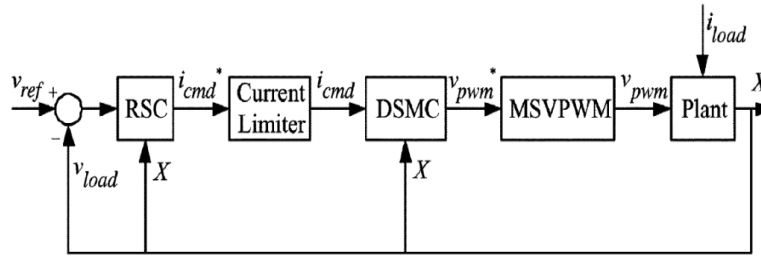 i_load
v_ref + RSC i_cmd* Current Limiter i_cmd DSMC v_pwm* MSVPWM v_pwm Plant X
−
v_load X X